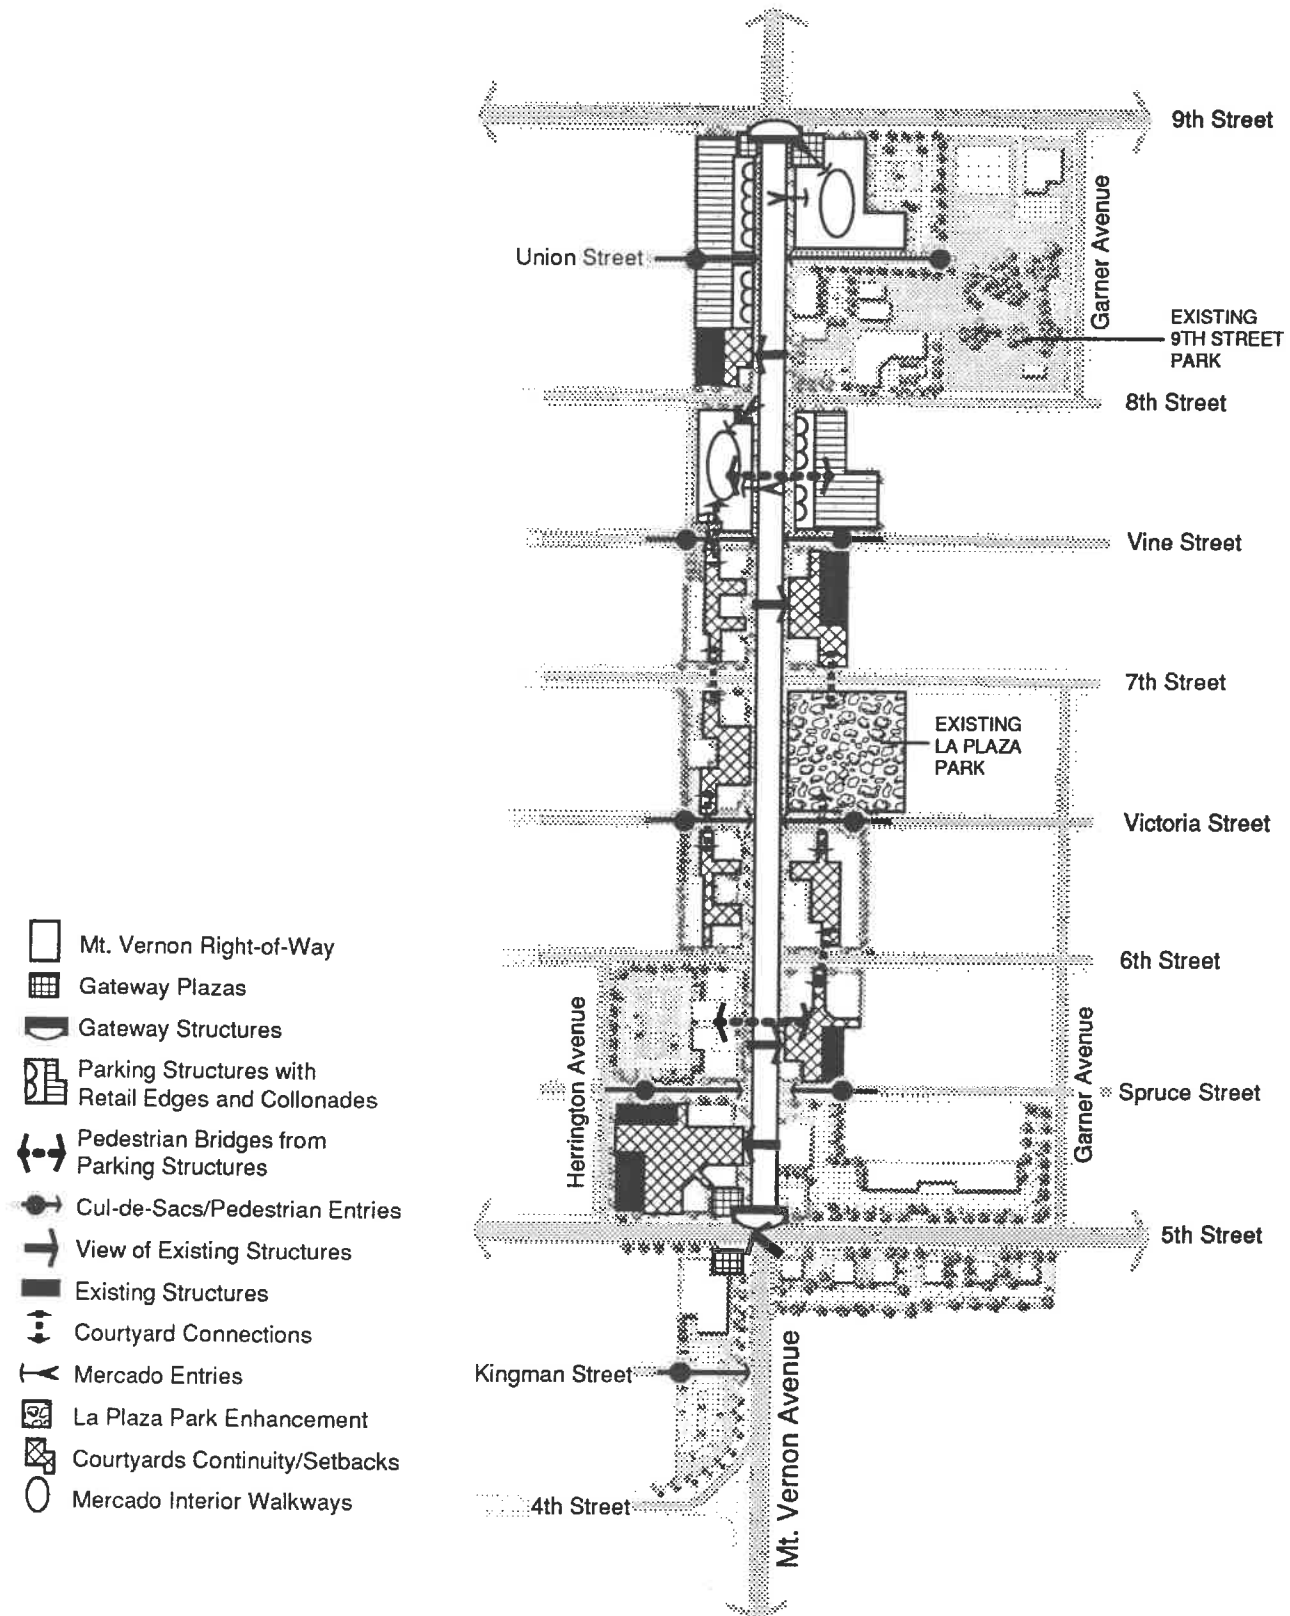 9th Street
Garner Avenue
Union Street
EXISTING
9TH STREET
PARK
8th Street
Vine Street
7th Street
EXISTING
LA PLAZA
PARK
Victoria Street
Mt. Vernon Right-of-Way
Gateway Plazas
Gateway Structures
Parking Structures with
Retail Edges and Collonades
Pedestrian Bridges from
Parking Structures
Cul-de-Sacs/Pedestrian Entries
View of Existing Structures
Existing Structures
Courtyard Connections
Mercado Entries
La Plaza Park Enhancement
Courtyards Continuity/Setbacks
Mercado Interior Walkways
6th Street
Herrington Avenue
Garner Avenue
Spruce Street
5th Street
Kingman Street
Mt. Vernon Avenue
4th Street